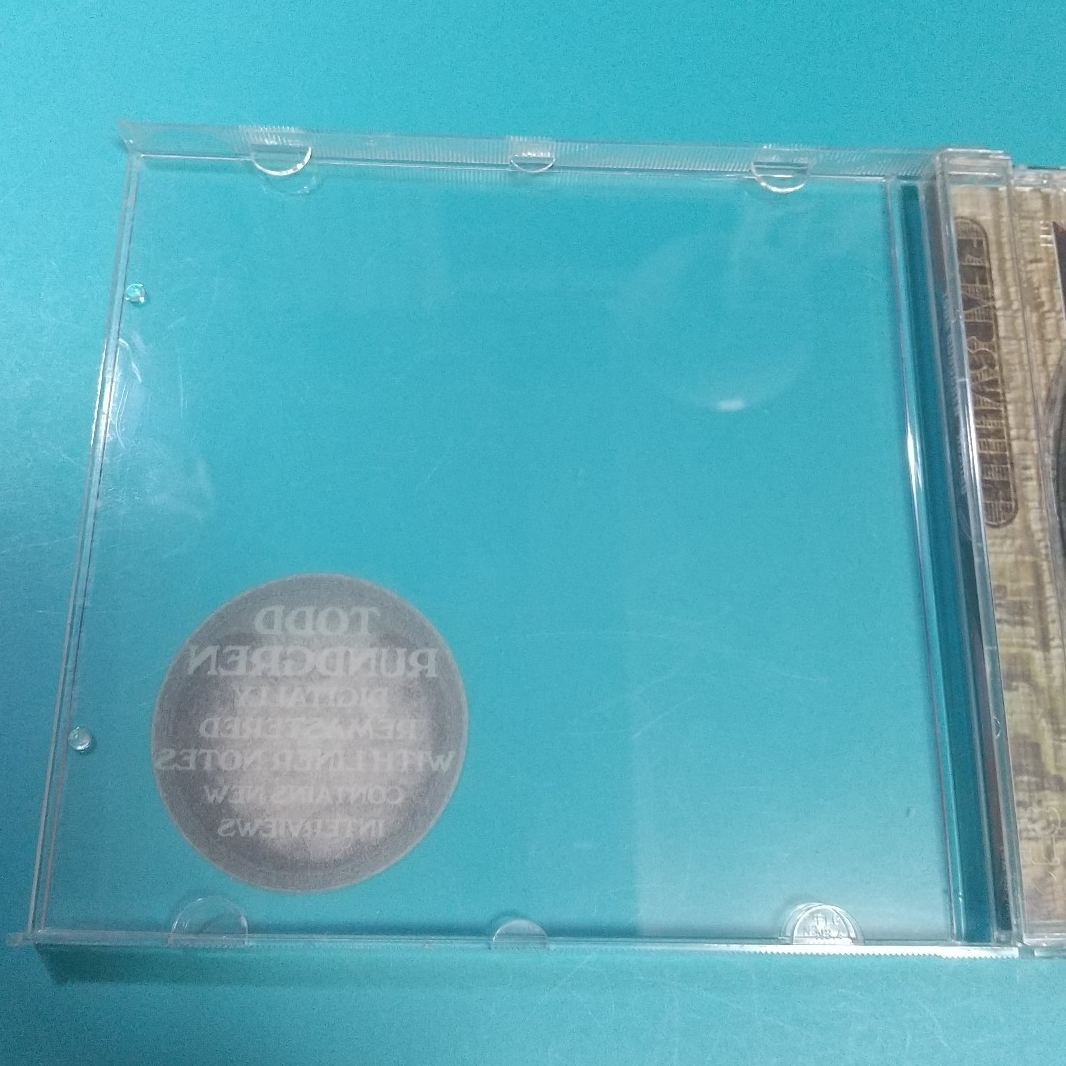 TODD
RUNDGREN
DIGITALLY
REMASTERED
WITH LINER NOTES
CONTAINS NEW
INTERVIEWS